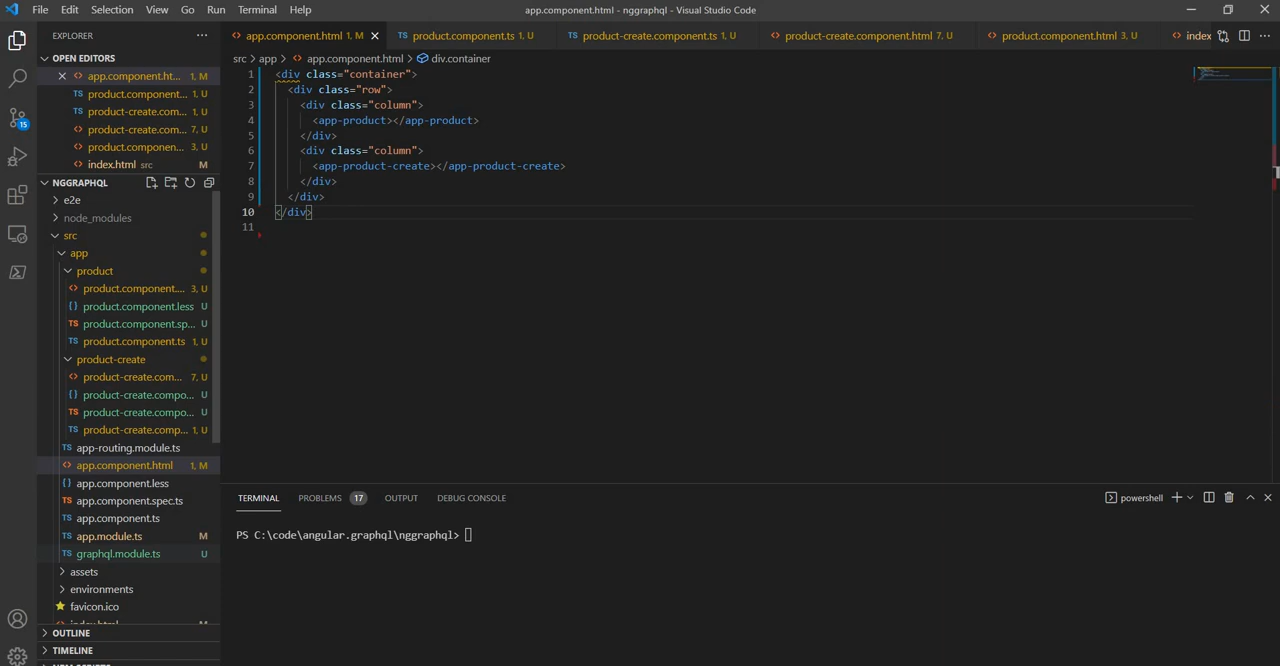 File Edit Selection View Go Run Terminal Help
app.component.html - nggraphql - Visual Studio Code
EXPLORER
OPEN EDITORS
app.component.ht... 1, M
product.component... 1, U
product-create.com... 1, U
product-create.com... 7, U
product.component... 3, U
index.html src M
NGGRAPHQL
e2e
node_modules
src
app
product
product.component.... 3, U
product.component.less U
product.component.sp... U
product.component.ts 1, U
product-create
product-create.com... 7, U
product-create.compo... U
product-create.compo... U
product-create.comp... 1, U
app-routing.module.ts
app.component.html 1, M
app.component.less
app.component.spec.ts
app.component.ts
app.module.ts M
graphql.module.ts U
assets
environments
favicon.ico
index.html M
OUTLINE
TIMELINE
NPM SCRIPTS
15
app.component.html 1, M
product.component.ts 1, U
product-create.component.ts 1, U
product-create.component.html 7, U
product.component.html 3, U
index
src > app > app.component.html > div.container
1 <div class="container">
2 <div class="row">
3 <div class="column">
4 <app-product></app-product>
5 </div>
6 <div class="column">
7 <app-product-create></app-product-create>
8 </div>
9 </div>
10 </div>
11
TERMINAL PROBLEMS 17 OUTPUT DEBUG CONSOLE
powershell
PS C:\code\angular.graphql\nggraphql>